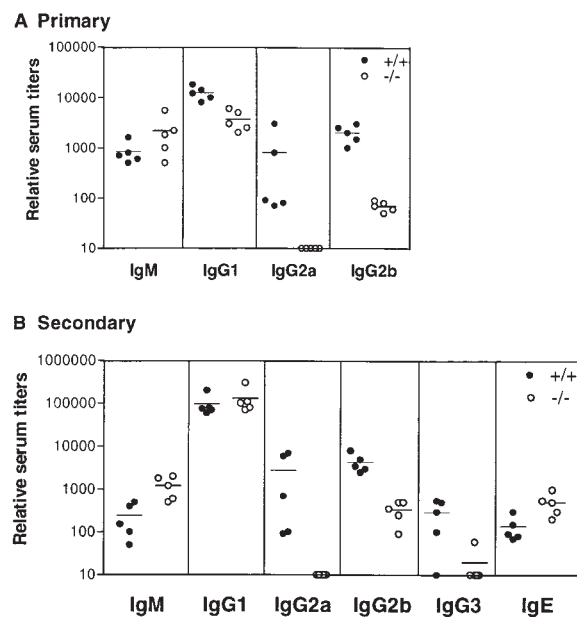 A Primary
Relative serum titers
100000
10000
1000
100
10
+/+
-/-
IgM IgG1 IgG2a IgG2b
B Secondary
Relative serum titers
1000000
100000
10000
1000
100
10
+/+
-/-
IgM IgG1 IgG2a IgG2b IgG3 IgE